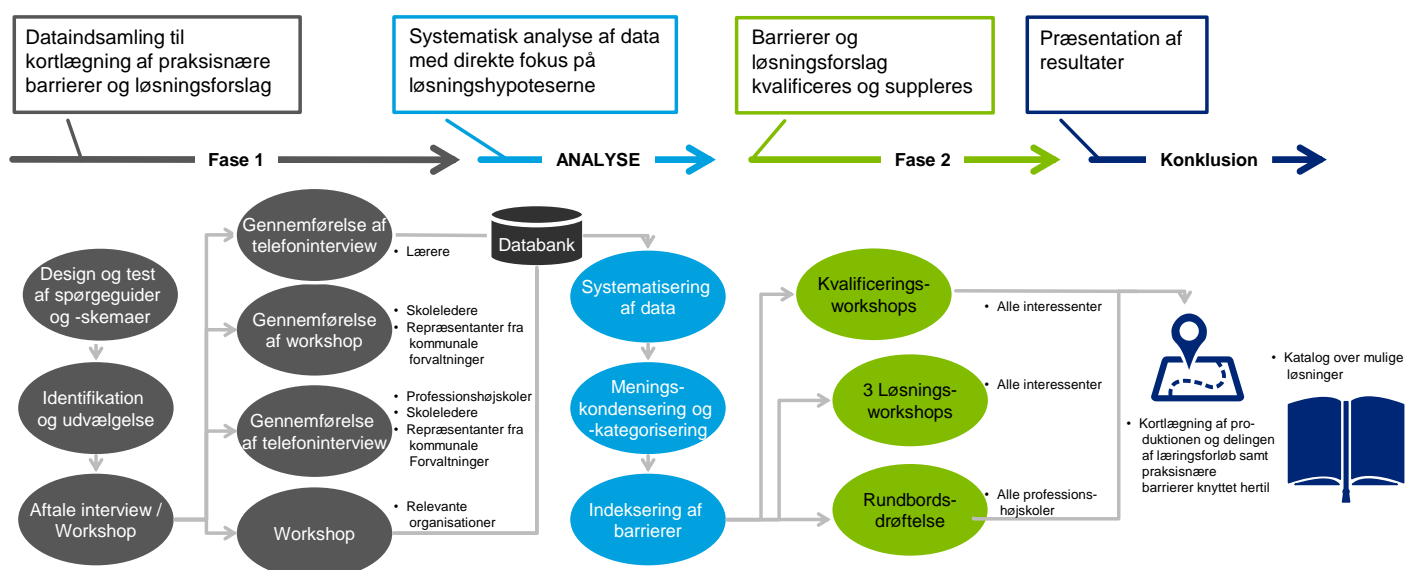 Dataindsamling til
kortlægning af praksisnære
barrierer og løsningsforslag
Systematisk analyse af data
med direkte fokus på
løsningshypoteserne
Barrierer og
løsningsforslag
kvalificeres og suppleres
Præsentation af
resultater
Fase 1
ANALYSE
Fase 2
Konklusion
Design og test
af spørgeguider
og -skemaer
Identifikation
og udvælgelse
Aftale interview /
Workshop
Gennemførelse af
telefoninterview
• Lærere
Gennemførelse
af workshop
• Skoleledere
• Repræsentanter fra
kommunale
forvaltninger
Gennemførelse
af telefoninterview
• Professionshøjskoler
• Skoleledere
• Repræsentanter fra
kommunale
Forvaltninger
Workshop
• Relevante
organisationer
Databank
Systematisering
af data
Menings-
kondensering og
-kategorisering
Indeksering af
barrierer
Kvalificerings-
workshops
• Alle interessenter
3 Løsnings-
workshops
• Alle interessenter
Rundbords-
drøftelse
• Alle professions-
højskoler
• Kortlægning af pro-
duktionen og delingen
af læringsforløb samt
praksisnære
barrierer knyttet hertil
• Katalog over mulige
løsninger